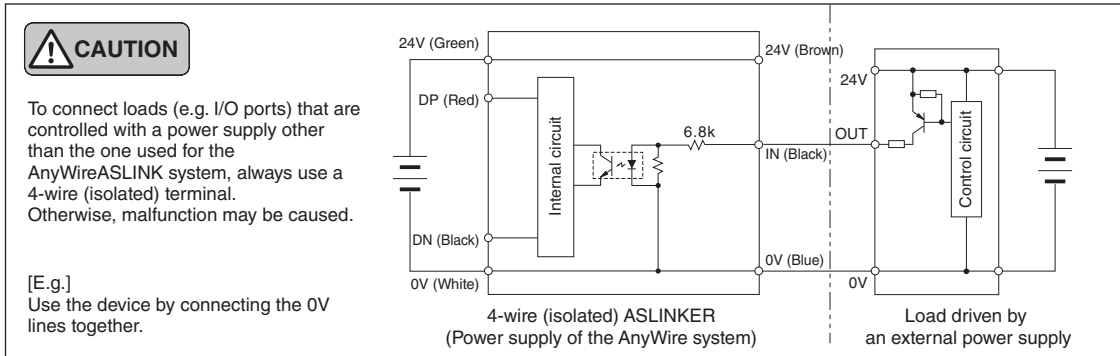 CAUTION
To connect loads (e.g. I/O ports) that are
controlled with a power supply other
than the one used for the
AnyWireASLINK system, always use a
4-wire (isolated) terminal.
Otherwise, malfunction may be caused.
[E.g.]
Use the device by connecting the 0V
lines together.
24V (Green)
DP (Red)
DN (Black)
0V (White)
Internal circuit
6.8k
24V (Brown)
IN (Black)
0V (Blue)
4-wire (isolated) ASLINKER
(Power supply of the AnyWire system)
24V
OUT
0V
Control circuit
Load driven by
an external power supply